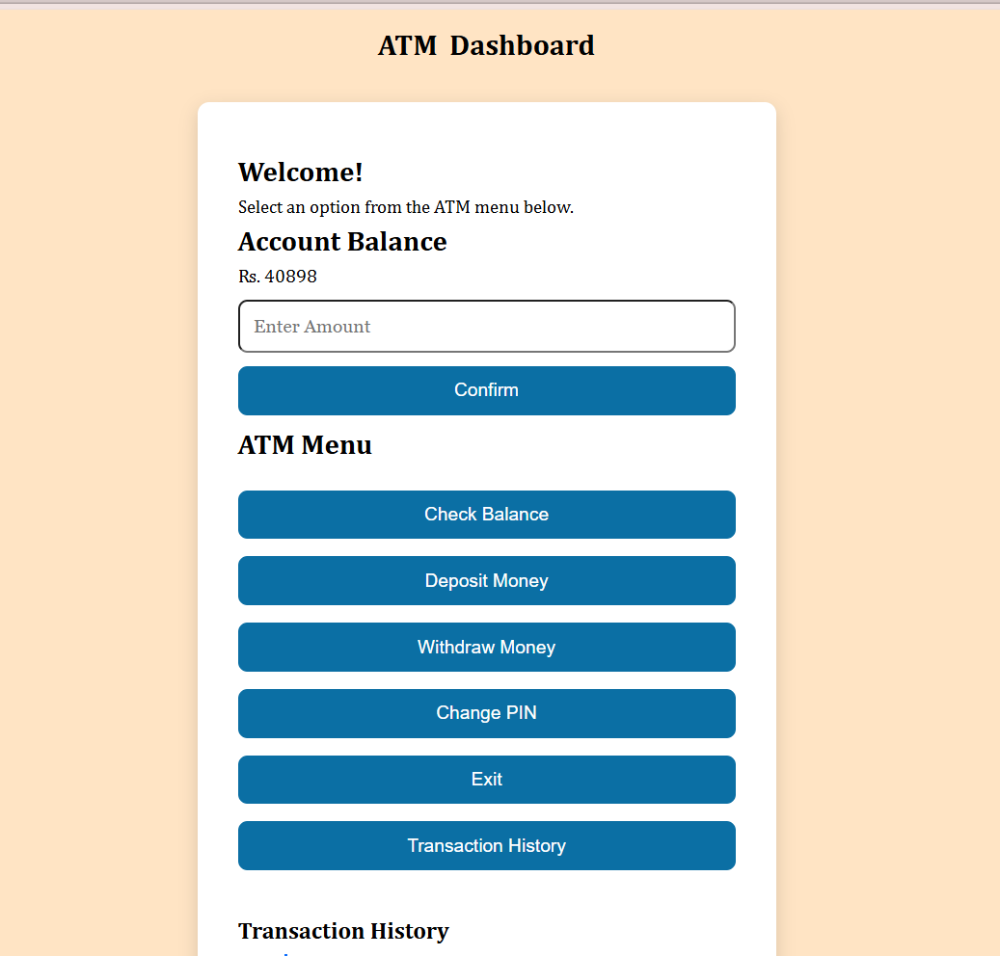 ATM Dashboard
Welcome!
Select an option from the ATM menu below.
Account Balance
Rs. 40898
Enter Amount
Confirm
ATM Menu
Check Balance
Deposit Money
Withdraw Money
Change PIN
Exit
Transaction History
Transaction History